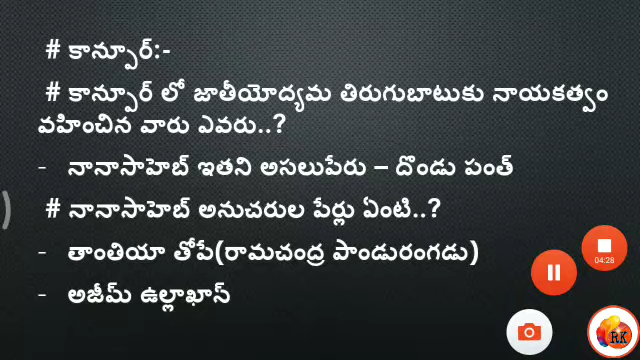 # కాన్పూర్:-
# కాన్పూర్ లో జాతీయోద్యమ తిరుగుబాటుకు నాయకత్వం
వహించిన వారు ఎవరు..?
- నానాసాహెబ్ ఇతని అసలుపేరు – దొండు పంత్
# నానాసాహెబ్ అనుచరుల పేర్లు ఏంటి..?
- తాంతియా తోపే(రామచంద్ర పాండురంగడు)
- అజీమ్ ఉల్లాఖాన్
04:28
RK